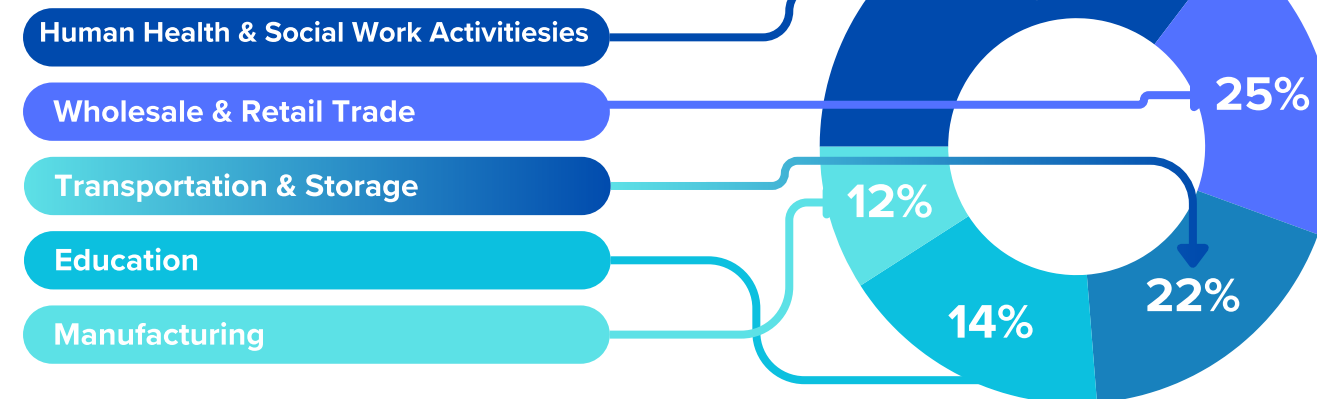 Human Health & Social Work Activitiesies
Wholesale & Retail Trade
25%
Transportation & Storage
12%
Education
22%
14%
Manufacturing